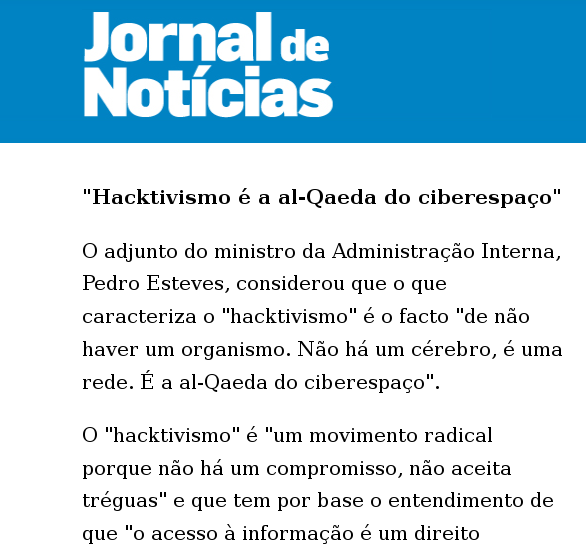 Jornal de
Notícias
"Hacktivismo é a al-Qaeda do ciberespaço"
O adjunto do ministro da Administração Interna,
Pedro Esteves, considerou que o que
caracteriza o "hacktivismo" é o facto "de não
haver um organismo. Não há um cérebro, é uma
rede. É a al-Qaeda do ciberespaço".
O "hacktivismo" é "um movimento radical
porque não há um compromisso, não aceita
tréguas" e que tem por base o entendimento de
que "o acesso à informação é um direito